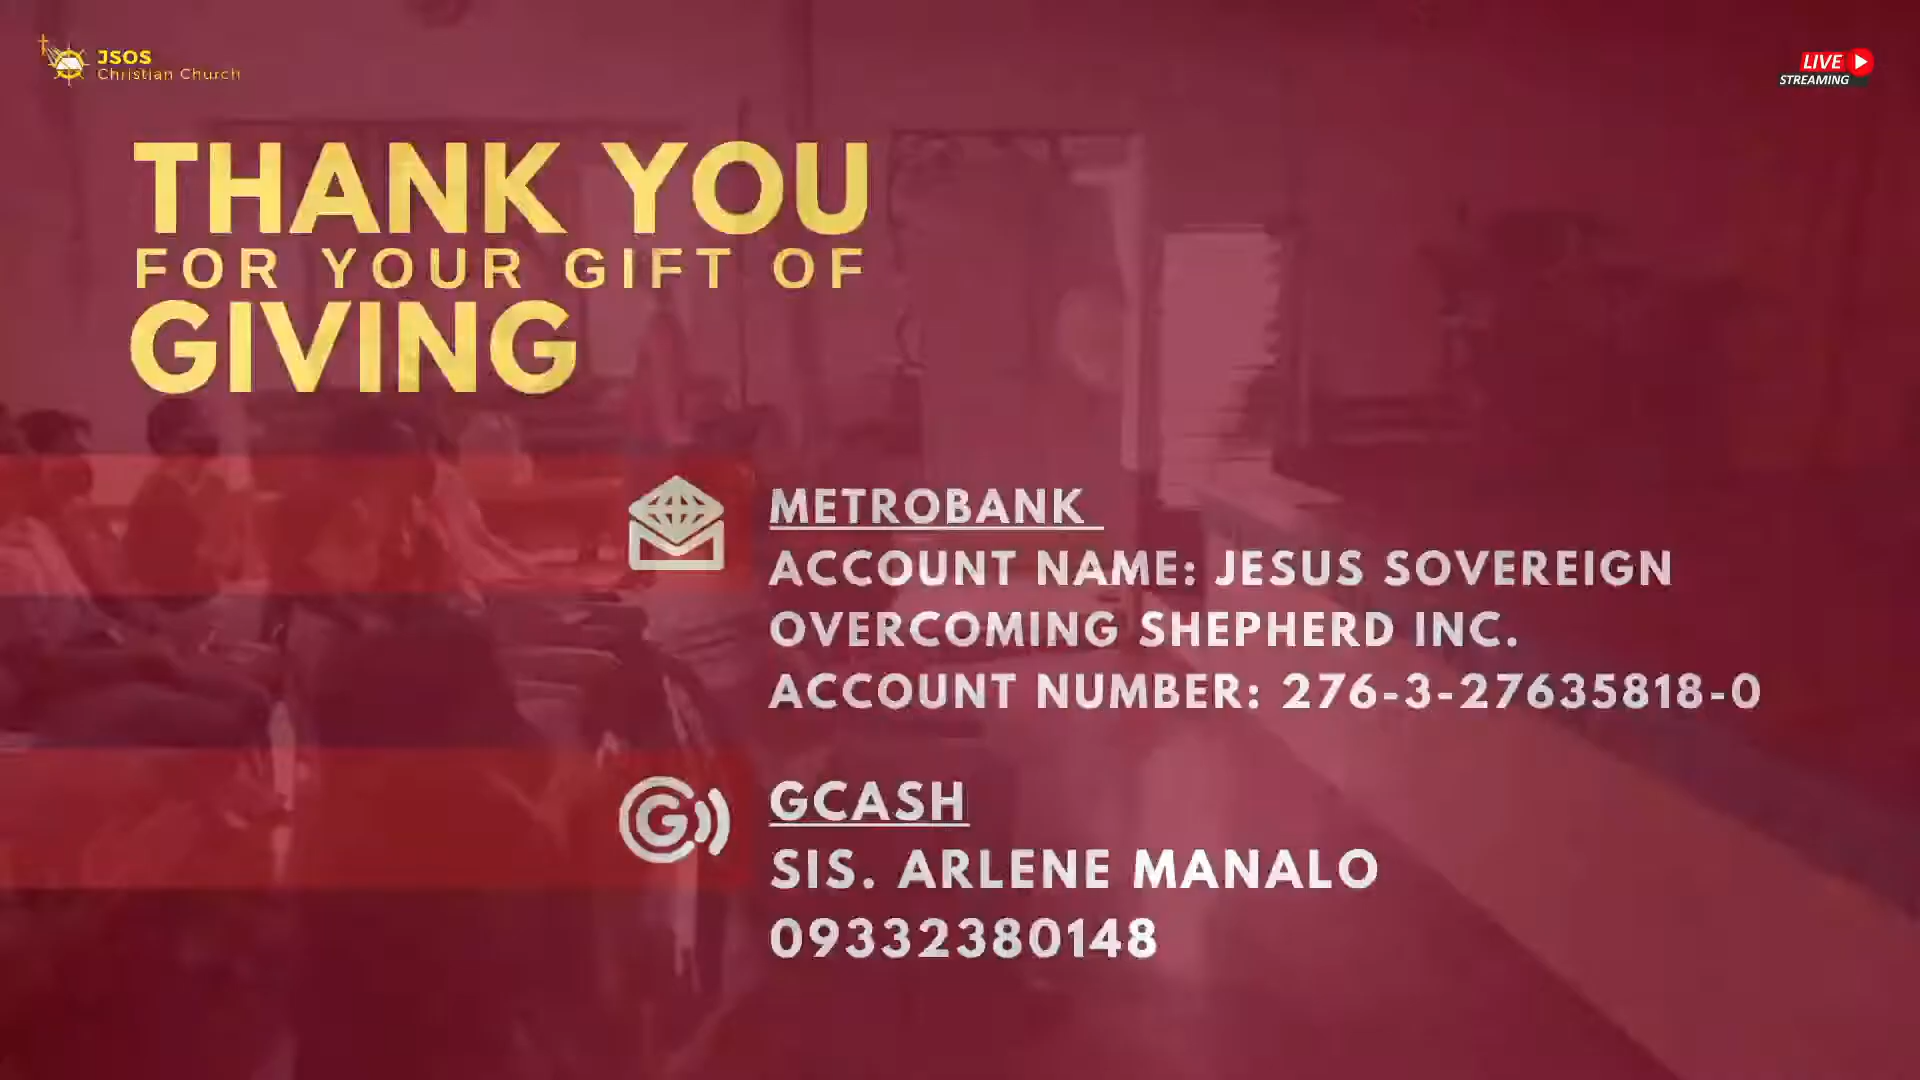 JSOS
Christian Church
LIVE
STREAMING
THANK YOU
FOR YOUR GIFT OF
GIVING
METROBANK
ACCOUNT NAME: JESUS SOVEREIGN
OVERCOMING SHEPHERD INC.
ACCOUNT NUMBER: 276-3-27635818-0
GCASH
SIS. ARLENE MANALO
09332380148